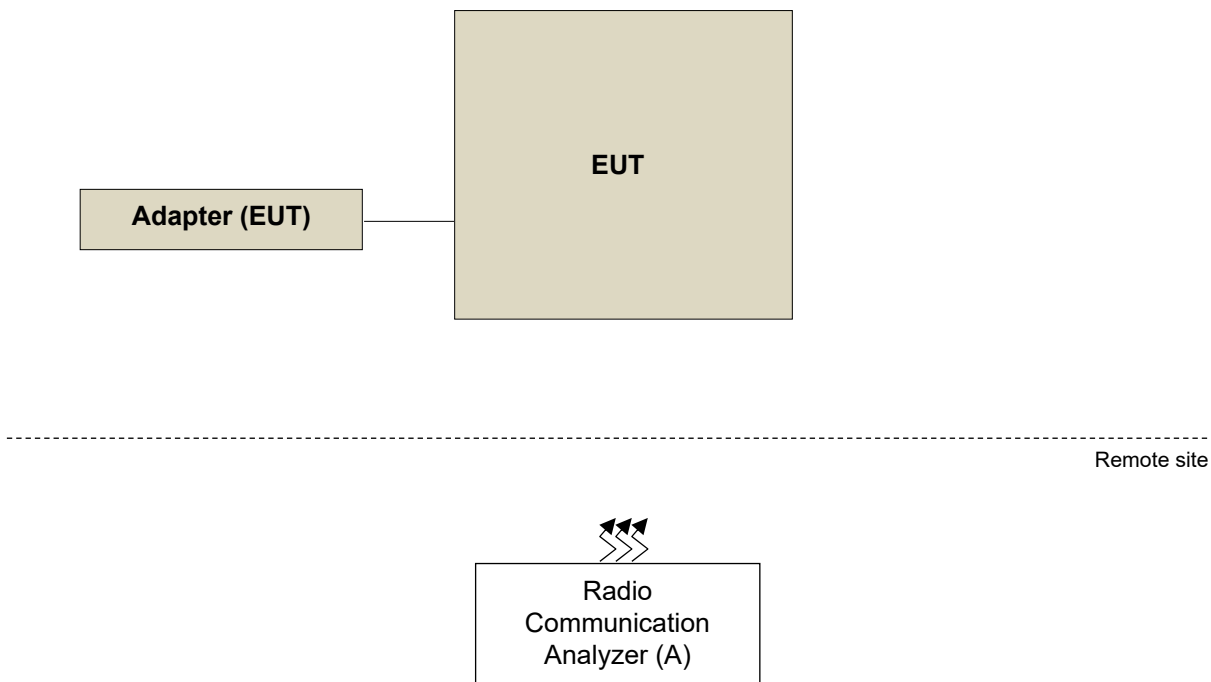 EUT
Adapter (EUT)
Remote site
Radio
Communication
Analyzer (A)